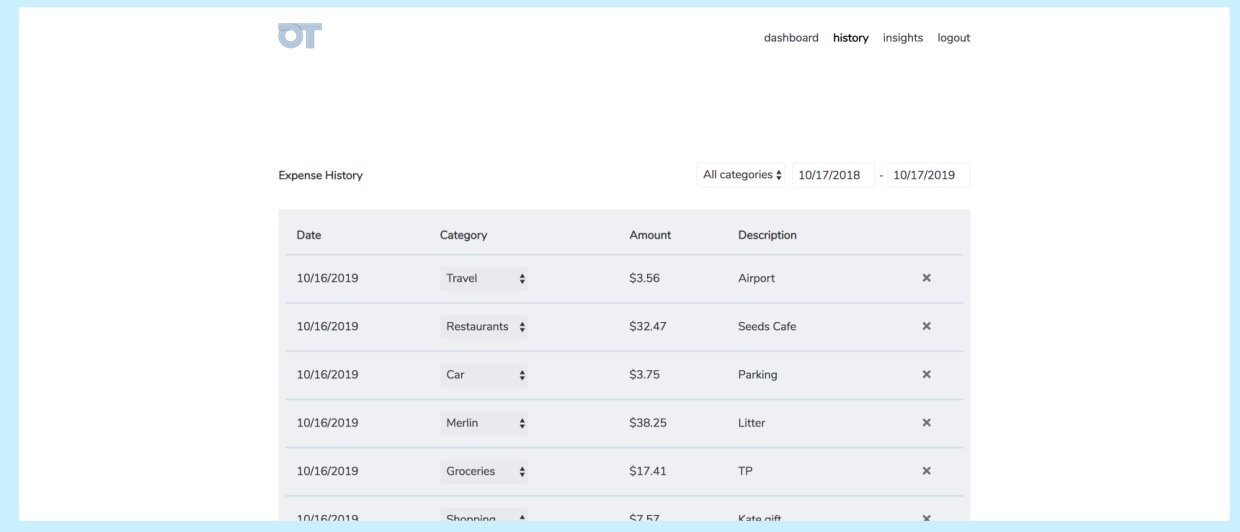 OT
dashboard history insights logout
Expense History All categories 10/17/2018 - 10/17/2019
Date Category Amount Description
10/16/2019 Travel $3.56 Airport
10/16/2019 Restaurants $32.47 Seeds Cafe
10/16/2019 Car $3.75 Parking
10/16/2019 Merlin $38.25 Litter
10/16/2019 Groceries $17.41 TP
10/16/2019 Shopping $7.57 Kate gift